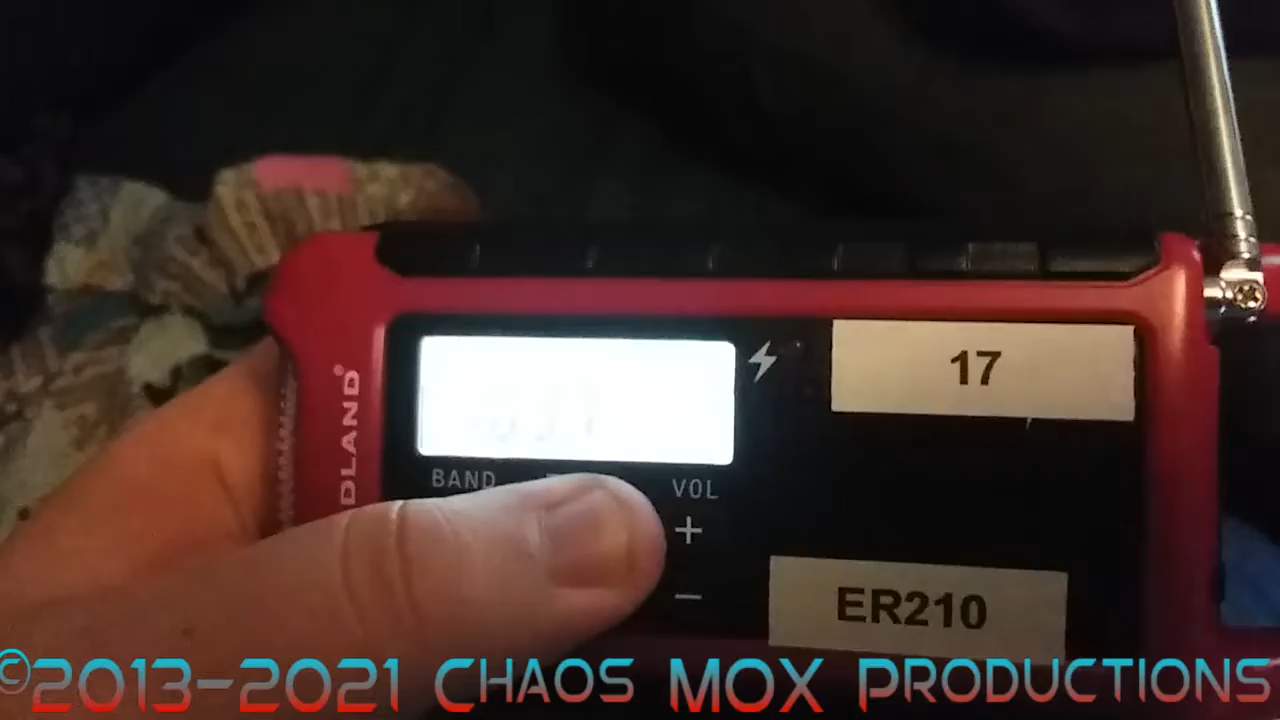 17
DLAND®
BAND
VOL
+
−
ER210
©2013-2021 Chaos Mox Productions